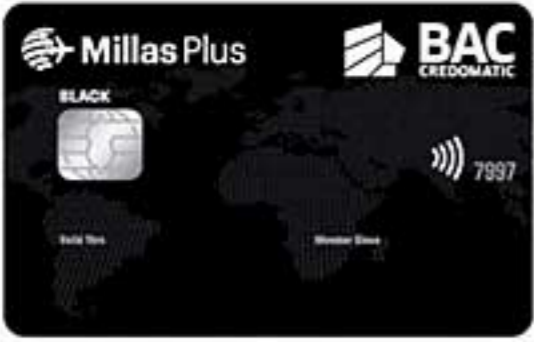 Millas Plus
BAC
CREDOMATIC
BLACK
7997
Valid Thru
Member Since